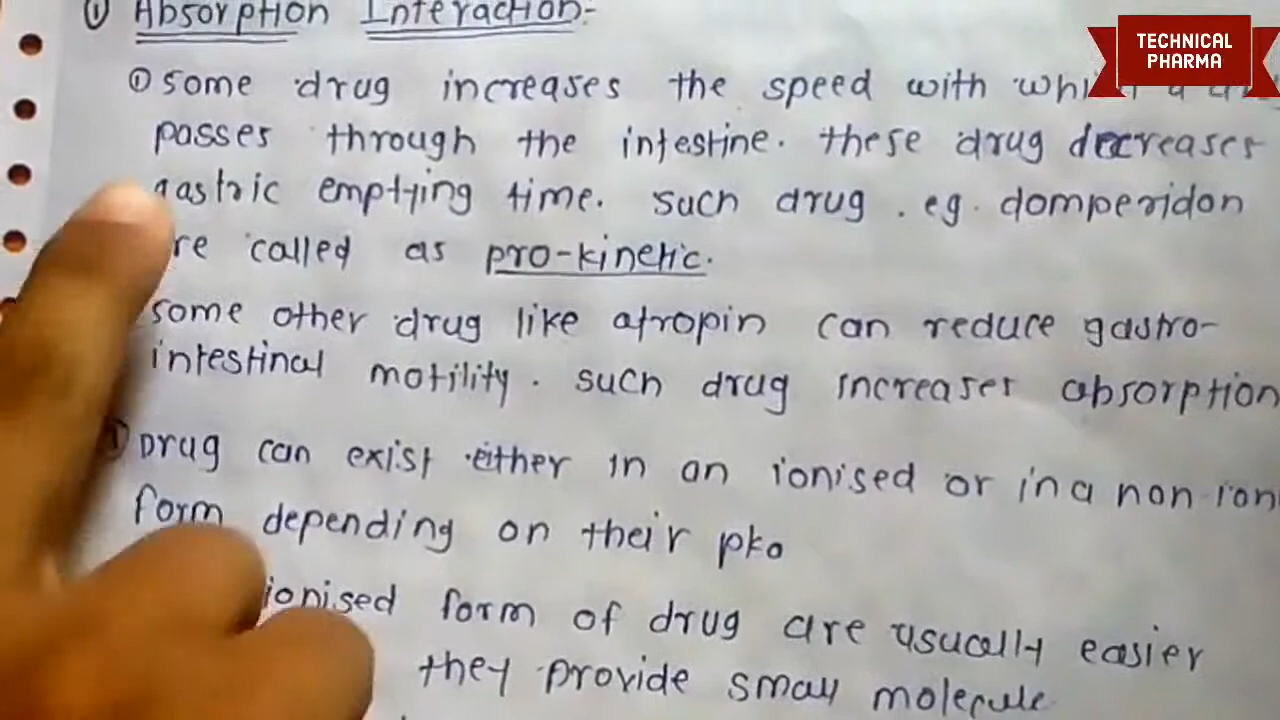 ① Absorption Interaction:-
TECHNICAL
PHARMA
① some drug increases the speed with
passes through the intestine. these drug decreases
gastric emptying time. such drug . eg. domperidon
are called as pro-kinetic.
some other drug like atropin can reduce gastro-
intestinal motility. such drug increases absorption
Drug can exist either in an ionised or in a non ion
form depending on their pka
ionised form of drug are usually easier
they provide small molecule